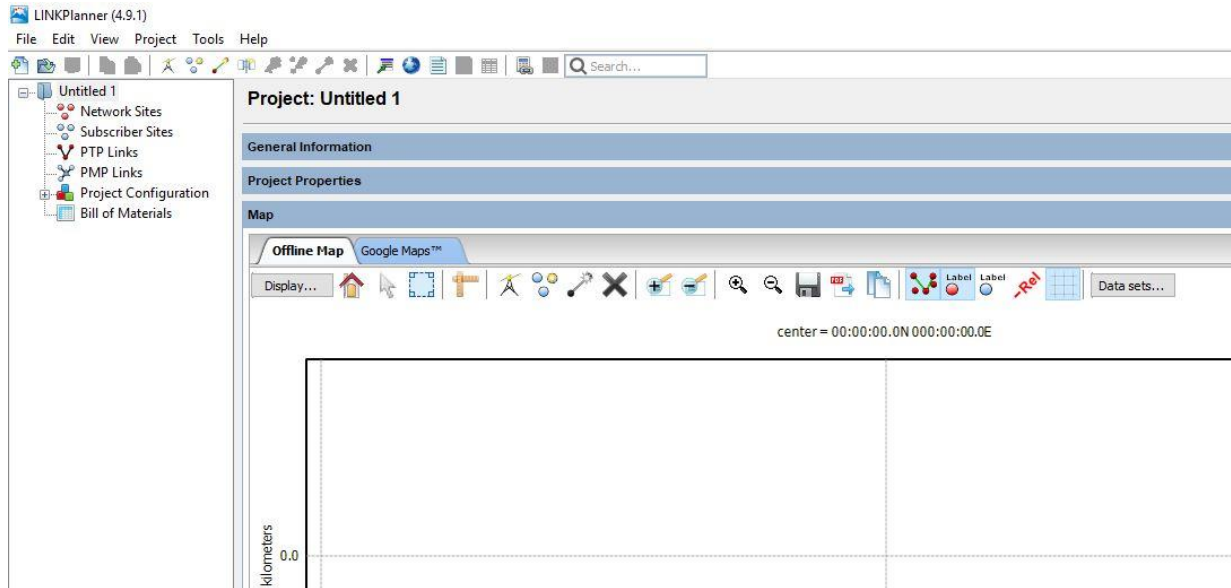 LINKPlanner (4.9.1)
File Edit View Project Tools Help
Search...
Untitled 1
Network Sites
Subscriber Sites
PTP Links
PMP Links
Project Configuration
Bill of Materials
Project: Untitled 1
General Information
Project Properties
Map
Offline Map Google Maps™
Display... Label Label -Rel Data sets...
center = 00:00:00.0N 000:00:00.0E
kilometers
0.0